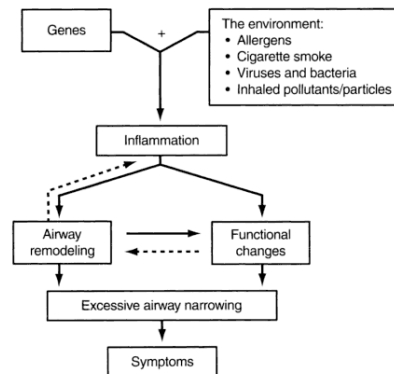 Genes
+
The environment:
• Allergens
• Cigarette smoke
• Viruses and bacteria
• Inhaled pollutants/particles
Inflammation
Airway
remodeling
Functional
changes
Excessive airway narrowing
Symptoms